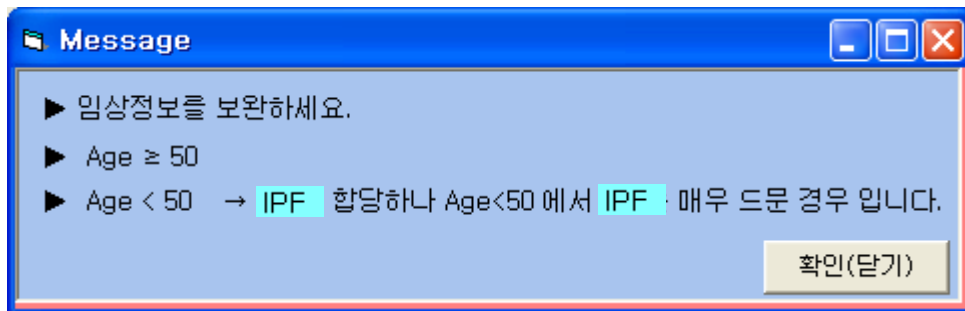 Message
▶ 임상정보를 보완하세요.
▶ Age ≥ 50
▶ Age < 50 → IPF 합당하나 Age<50 에서 IPF 매우 드문 경우 입니다.
확인(닫기)